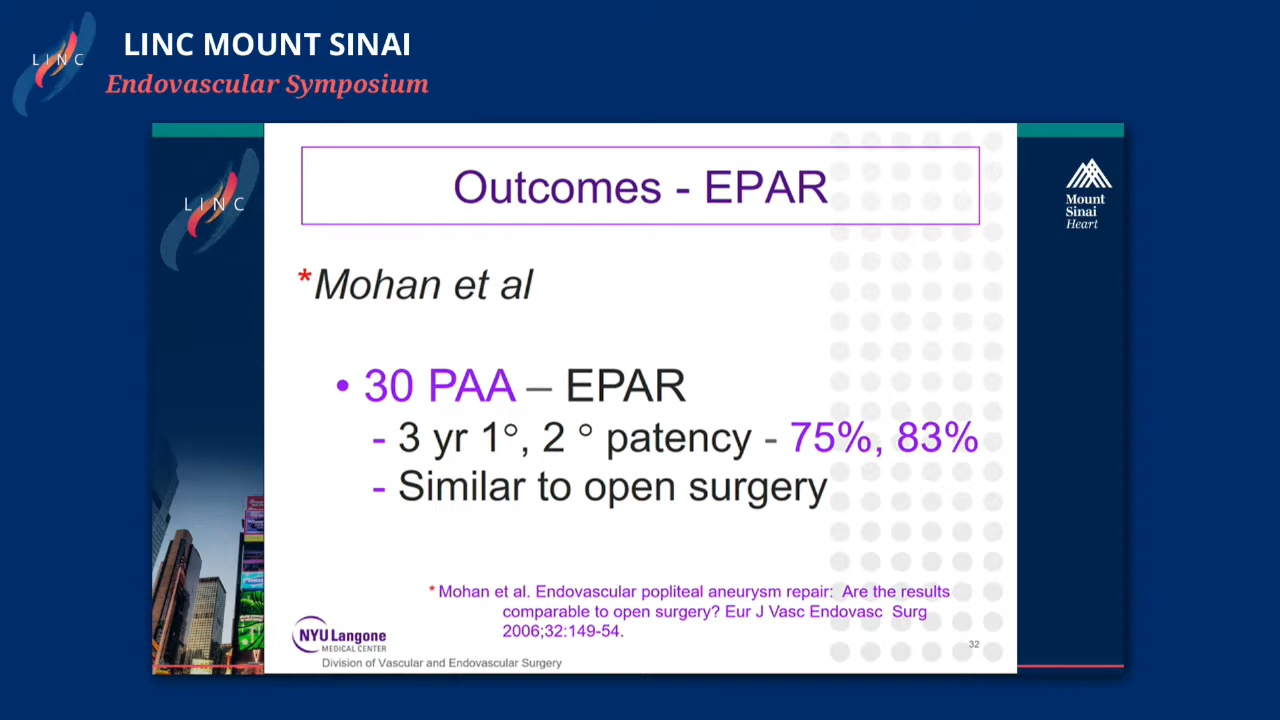 LINC MOUNT SINAI
LINC
Endovascular Symposium
Outcomes - EPAR
Mount
Sinai
Heart
LINC
*Mohan et al
• 30 PAA – EPAR
- 3 yr 1°, 2 ° patency - 75%, 83%
- Similar to open surgery
* Mohan et al. Endovascular popliteal aneurysm repair: Are the results
comparable to open surgery? Eur J Vasc Endovasc Surg
2006;32:149-54.
NYU Langone
MEDICAL CENTER
32
Division of Vascular and Endovascular Surgery